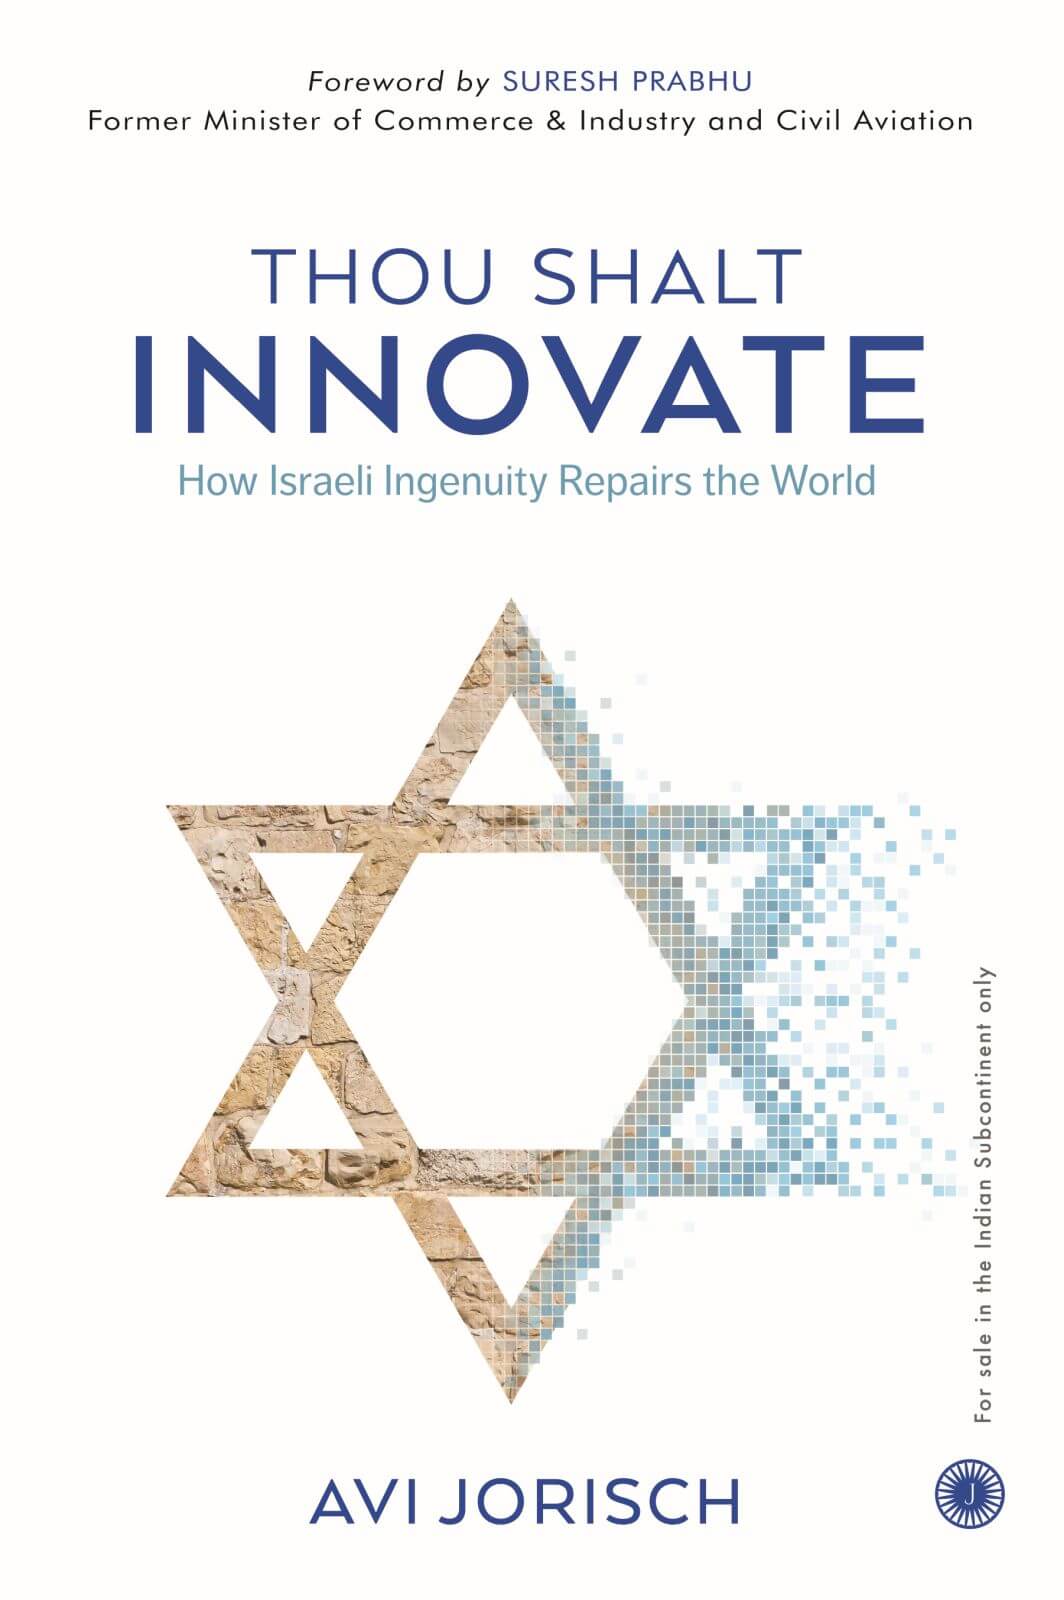 Foreword by SURESH PRABHU
Former Minister of Commerce & Industry and Civil Aviation
THOU SHALT
INNOVATE
How Israeli Ingenuity Repairs the World
For sale in the Indian Subcontinent only
AVI JORISCH
J